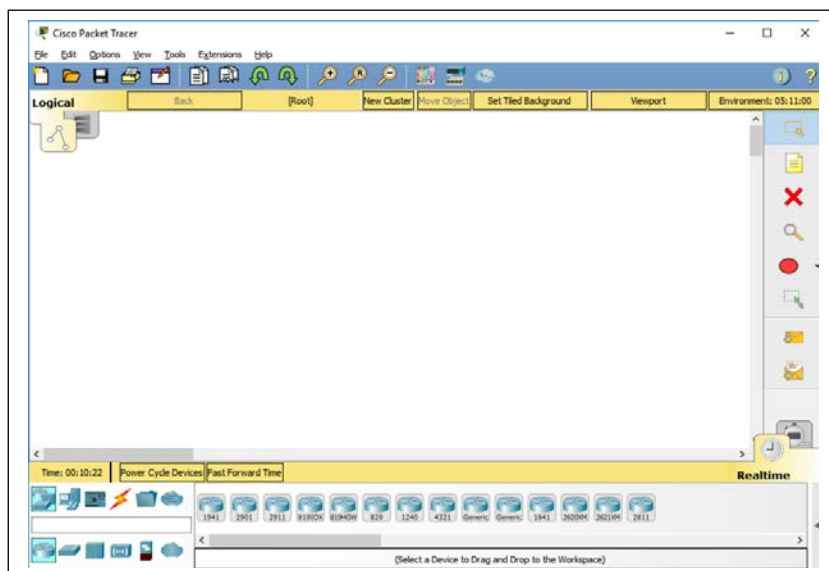 Cisco Packet Tracer
File Edit Options View Tools Extensions Help
Logical Back [Root] New Cluster Move Object Set Tiled Background Viewport Environment: 05:11:00
Time: 00:10:22 Power Cycle Devices Fast Forward Time
Realtime
1941 2901 2911 819IOX 819HGW 829 1240 4321 Generic Generic 1841 2620XM 2621XM 2811
(Select a Device to Drag and Drop to the Workspace)